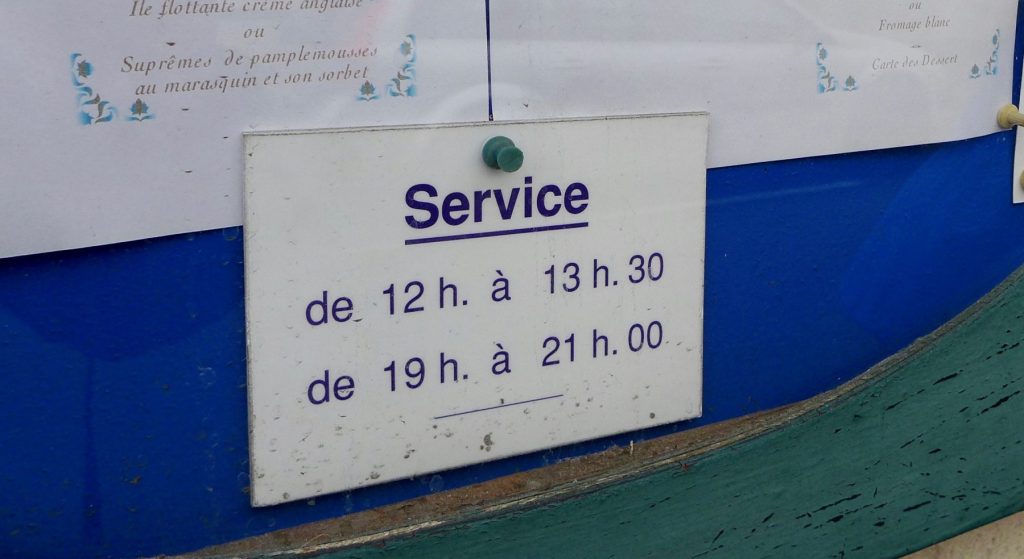 Ile flottante crème anglaise
ou
Suprêmes de pamplemousses
au marasquin et son sorbet
ou
Fromage blanc
Carte des Dessert
Service
de 12 h. à 13 h. 30
de 19 h. à 21 h. 00